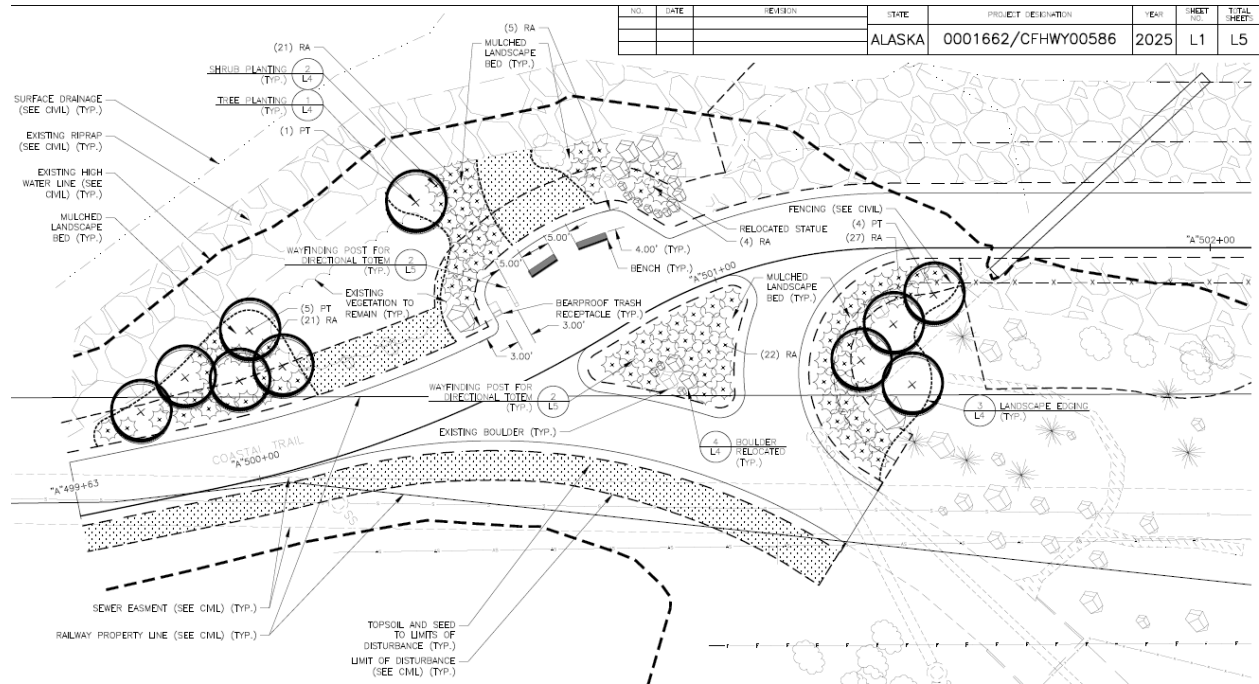 NO. DATE REVISION STATE PROJECT DESIGNATION YEAR SHEET NO. TOTAL SHEETS
ALASKA 0001662/CFHWY00586 2025 L1 L5
(5) RA
MULCHED
LANDSCAPE
BED (TYP.)
(21) RA
SHRUB PLANTING
(TYP.)
2
L4
TREE PLANTING
(TYP.)
1
L4
(1) PT
SURFACE DRAINAGE
(SEE CIVIL) (TYP.)
EXISTING RIPRAP
(SEE CIVIL) (TYP.)
EXISTING HIGH
WATER LINE (SEE
CIVIL) (TYP.)
MULCHED
LANDSCAPE
BED (TYP.)
WAYFINDING POST FOR
DIRECTIONAL TOTEM
(TYP.)
2
L5
EXISTING
VEGETATION TO
REMAIN (TYP.)
(5) PT
(21) RA
5.00'
5.00'
4.00' (TYP.)
BENCH (TYP.)
BEARPROOF TRASH
RECEPTACLE (TYP.)
3.00'
3.00'
RELOCATED STATUE
(4) RA
FENCING (SEE CIVIL)
(4) PT
(27) RA
"A"502+00
"A"501+00
MULCHED
LANDSCAPE
BED (TYP.)
(22) RA
WAYFINDING POST FOR
DIRECTIONAL TOTEM
(TYP.)
2
L5
EXISTING BOULDER (TYP.)
4
L4
BOULDER
RELOCATED
(TYP.)
3
L4
LANDSCAPE EDGING
(TYP.)
COASTAL TRAIL
"A"500+00
"A"499+63
SEWER EASMENT (SEE CIVIL) (TYP.)
RAILWAY PROPERTY LINE (SEE CIVIL) (TYP.)
TOPSOIL AND SEED
TO LIMITS OF
DISTURBANCE (TYP.)
LIMIT OF DISTURBANCE
(SEE CIVIL) (TYP.)